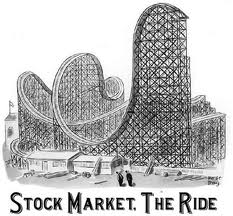 STOCK MARKET, THE RIDE